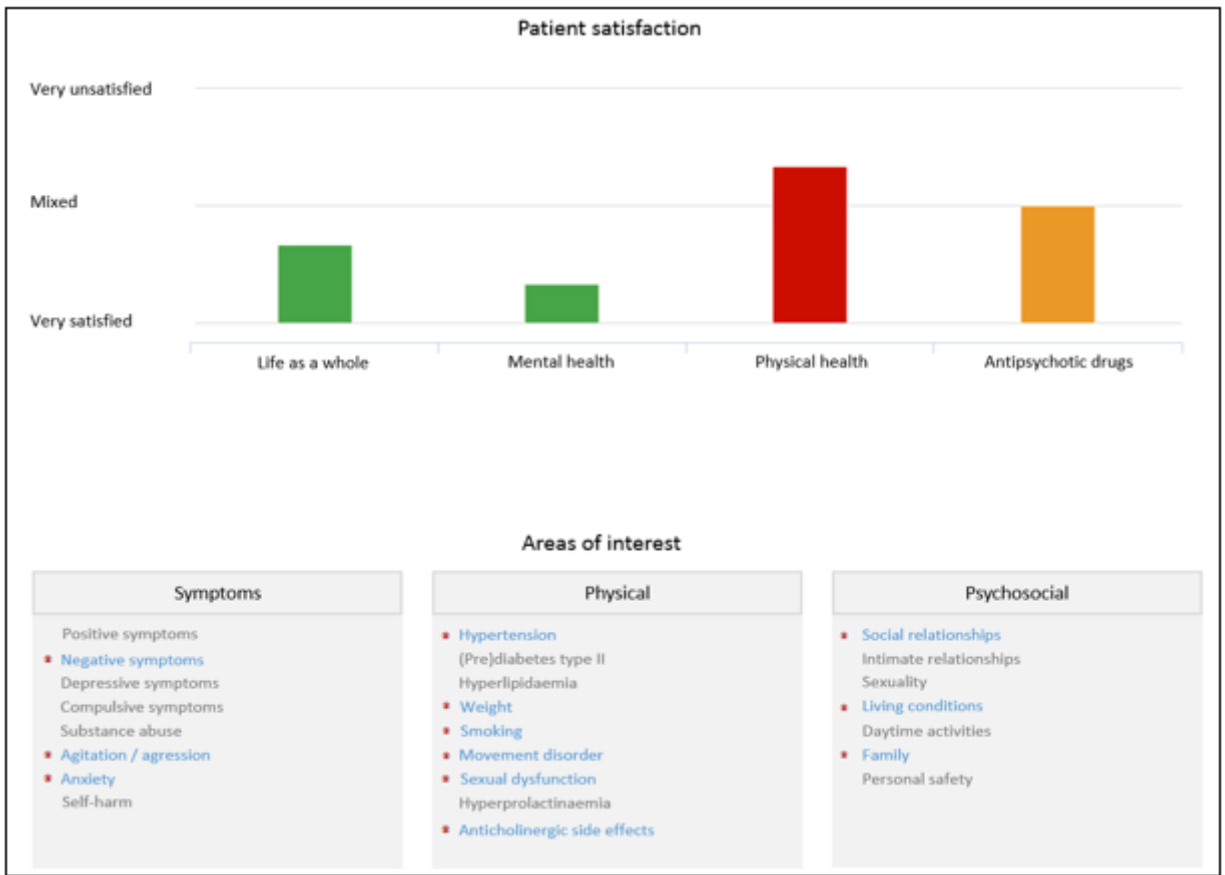 Patient satisfaction
Very unsatisfied
Mixed
Very satisfied
Life as a whole
Mental health
Physical health
Antipsychotic drugs
Areas of interest
Symptoms
Positive symptoms
* Negative symptoms
Depressive symptoms
Compulsive symptoms
Substance abuse
* Agitation / agression
* Anxiety
Self-harm
Physical
* Hypertension
(Pre)diabetes type II
Hyperlipidaemia
* Weight
* Smoking
* Movement disorder
* Sexual dysfunction
Hyperprolactinaemia
* Anticholinergic side effects
Psychosocial
* Social relationships
Intimate relationships
Sexuality
* Living conditions
Daytime activities
* Family
Personal safety